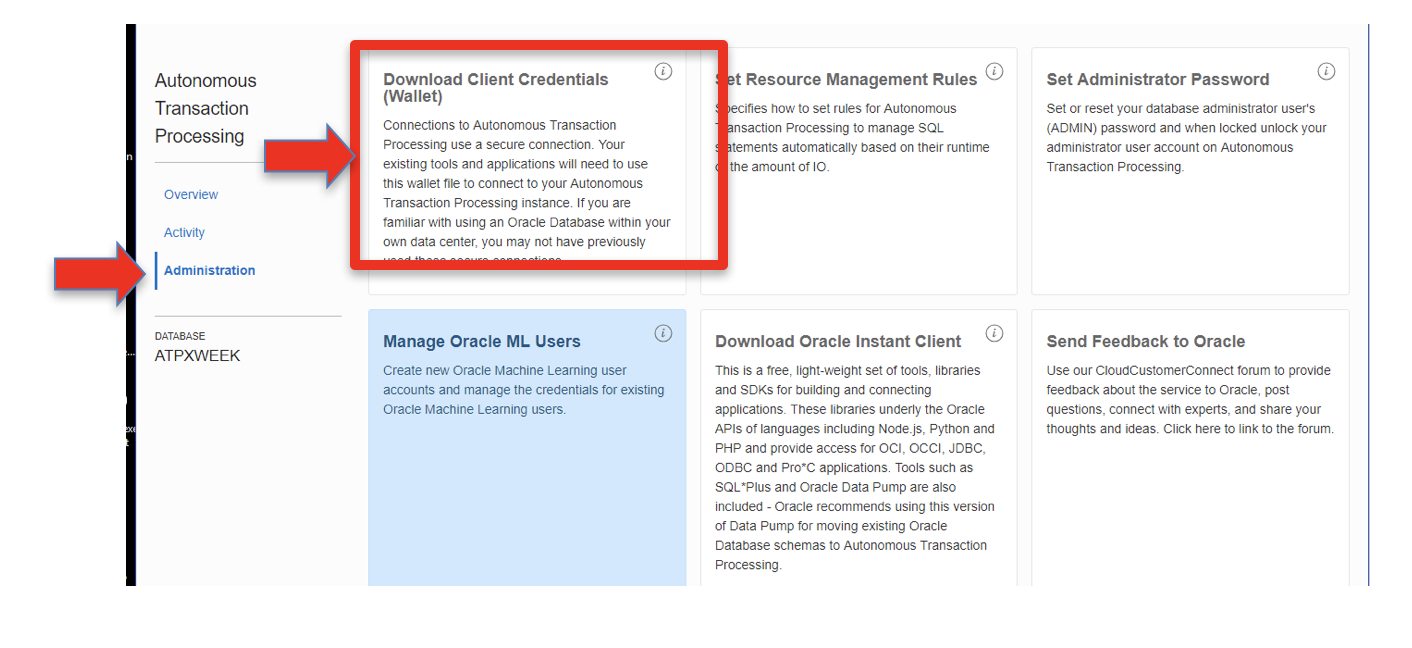 Autonomous
Transaction
Processing
Overview
Activity
Administration
DATABASE
ATPXWEEK
Download Client Credentials
(Wallet)
Connections to Autonomous Transaction
Processing use a secure connection. Your
existing tools and applications will need to use
this wallet file to connect to your Autonomous
Transaction Processing instance. If you are
familiar with using an Oracle Database within your
own data center, you may not have previously
used these secure connections.
Set Resource Management Rules
Specifies how to set rules for Autonomous
Transaction Processing to manage SQL
statements automatically based on their runtime
the amount of IO.
Set Administrator Password
Set or reset your database administrator user's
(ADMIN) password and when locked unlock your
administrator user account on Autonomous
Transaction Processing.
Manage Oracle ML Users
Create new Oracle Machine Learning user
accounts and manage the credentials for existing
Oracle Machine Learning users.
Download Oracle Instant Client
This is a free, light-weight set of tools, libraries
and SDKs for building and connecting
applications. These libraries underly the Oracle
APIs of languages including Node.js, Python and
PHP and provide access for OCI, OCCI, JDBC,
ODBC and Pro*C applications. Tools such as
SQL*Plus and Oracle Data Pump are also
included - Oracle recommends using this version
of Data Pump for moving existing Oracle
Database schemas to Autonomous Transaction
Processing.
Send Feedback to Oracle
Use our CloudCustomerConnect forum to provide
feedback about the service to Oracle, post
questions, connect with experts, and share your
thoughts and ideas. Click here to link to the forum.